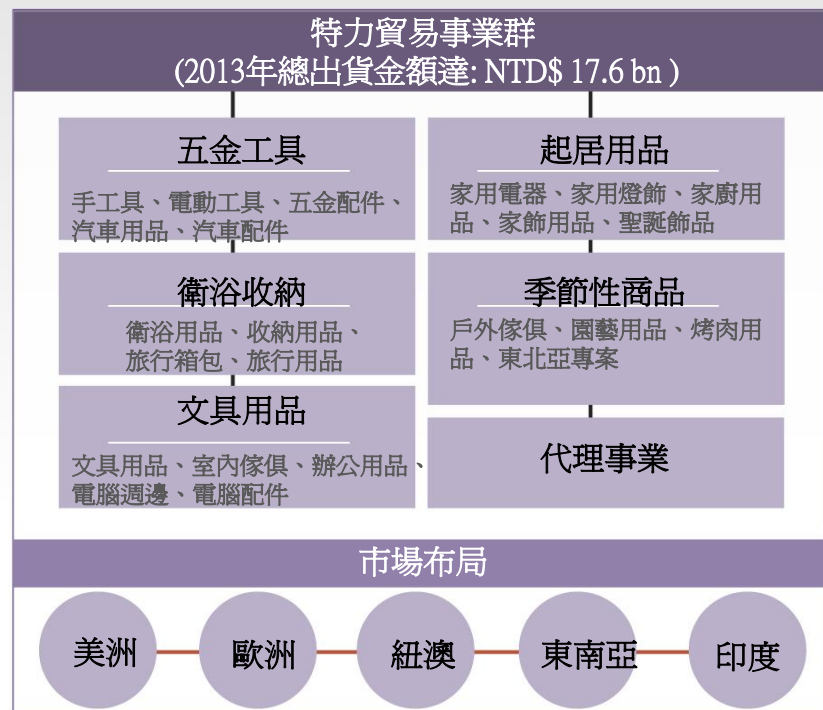 特力貿易事業群
(2013年總出貨金額達: NTD$ 17.6 bn )
五金工具
手工具、電動工具、五金配件、
汽車用品、汽車配件
衛浴收納
衛浴用品、收納用品、
旅行箱包、旅行用品
文具用品
文具用品、室內傢俱、辦公用品、
電腦週邊、電腦配件
起居用品
家用電器、家用燈飾、家廚用
品、家飾用品、聖誕飾品
季節性商品
戶外傢俱、園藝用品、烤肉用
品、東北亞專案
代理事業
市場布局
美洲
歐洲
紐澳
東南亞
印度